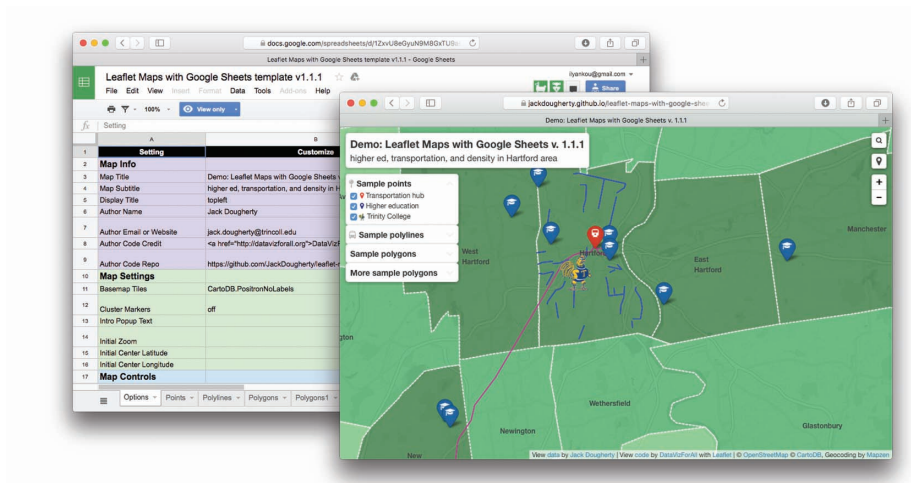 docs.google.com/spreadsheets/d/1ZxvU8eGyuN9M8GxTU9
Leaflet Maps with Google Sheets template v1.1.1 - Google Sheets
Leaflet Maps with Google Sheets template v1.1.1
ilyankou@gmail.com
File Edit View Insert Format Data Tools Add-ons Help
Share
100% View only
fx Setting
A B
1 Setting Customize
2 Map Info
3 Map Title Demo: Leaflet Maps with Google Sheets v
4 Map Subtitle higher ed, transportation, and density in H
5 Display Title topleft
6 Author Name Jack Dougherty
7 Author Email or Website jack.dougherty@trincoll.edu
8 Author Code Credit <a href="http://datavizforall.org">DataVizF
9 Author Code Repo https://github.com/JackDougherty/leaflet-
10 Map Settings
11 Basemap Tiles CartoDB.PositronNoLabels
12 Cluster Markers off
13 Intro Popup Text
14 Initial Zoom
15 Initial Center Latitude
16 Initial Center Longitude
17 Map Controls
Options Points Polylines Polygons Polygons1
jackdougherty.github.io/leaflet-maps-with-google-shee
Demo: Leaflet Maps with Google Sheets v. 1.1.1
Demo: Leaflet Maps with Google Sheets v. 1.1.1
higher ed, transportation, and density in Hartford area
Sample points
Transportation hub
Higher education
Trinity College
Sample polylines
Sample polygons
More sample polygons
Manchester
West
Hartford
Hartford
East
Hartford
Wethersfield
Newington
Glastonbury
New
View data by Jack Dougherty | View code by DataVizForAll with Leaflet | © OpenStreetMap © CartoDB, Geocoding by Mapzen